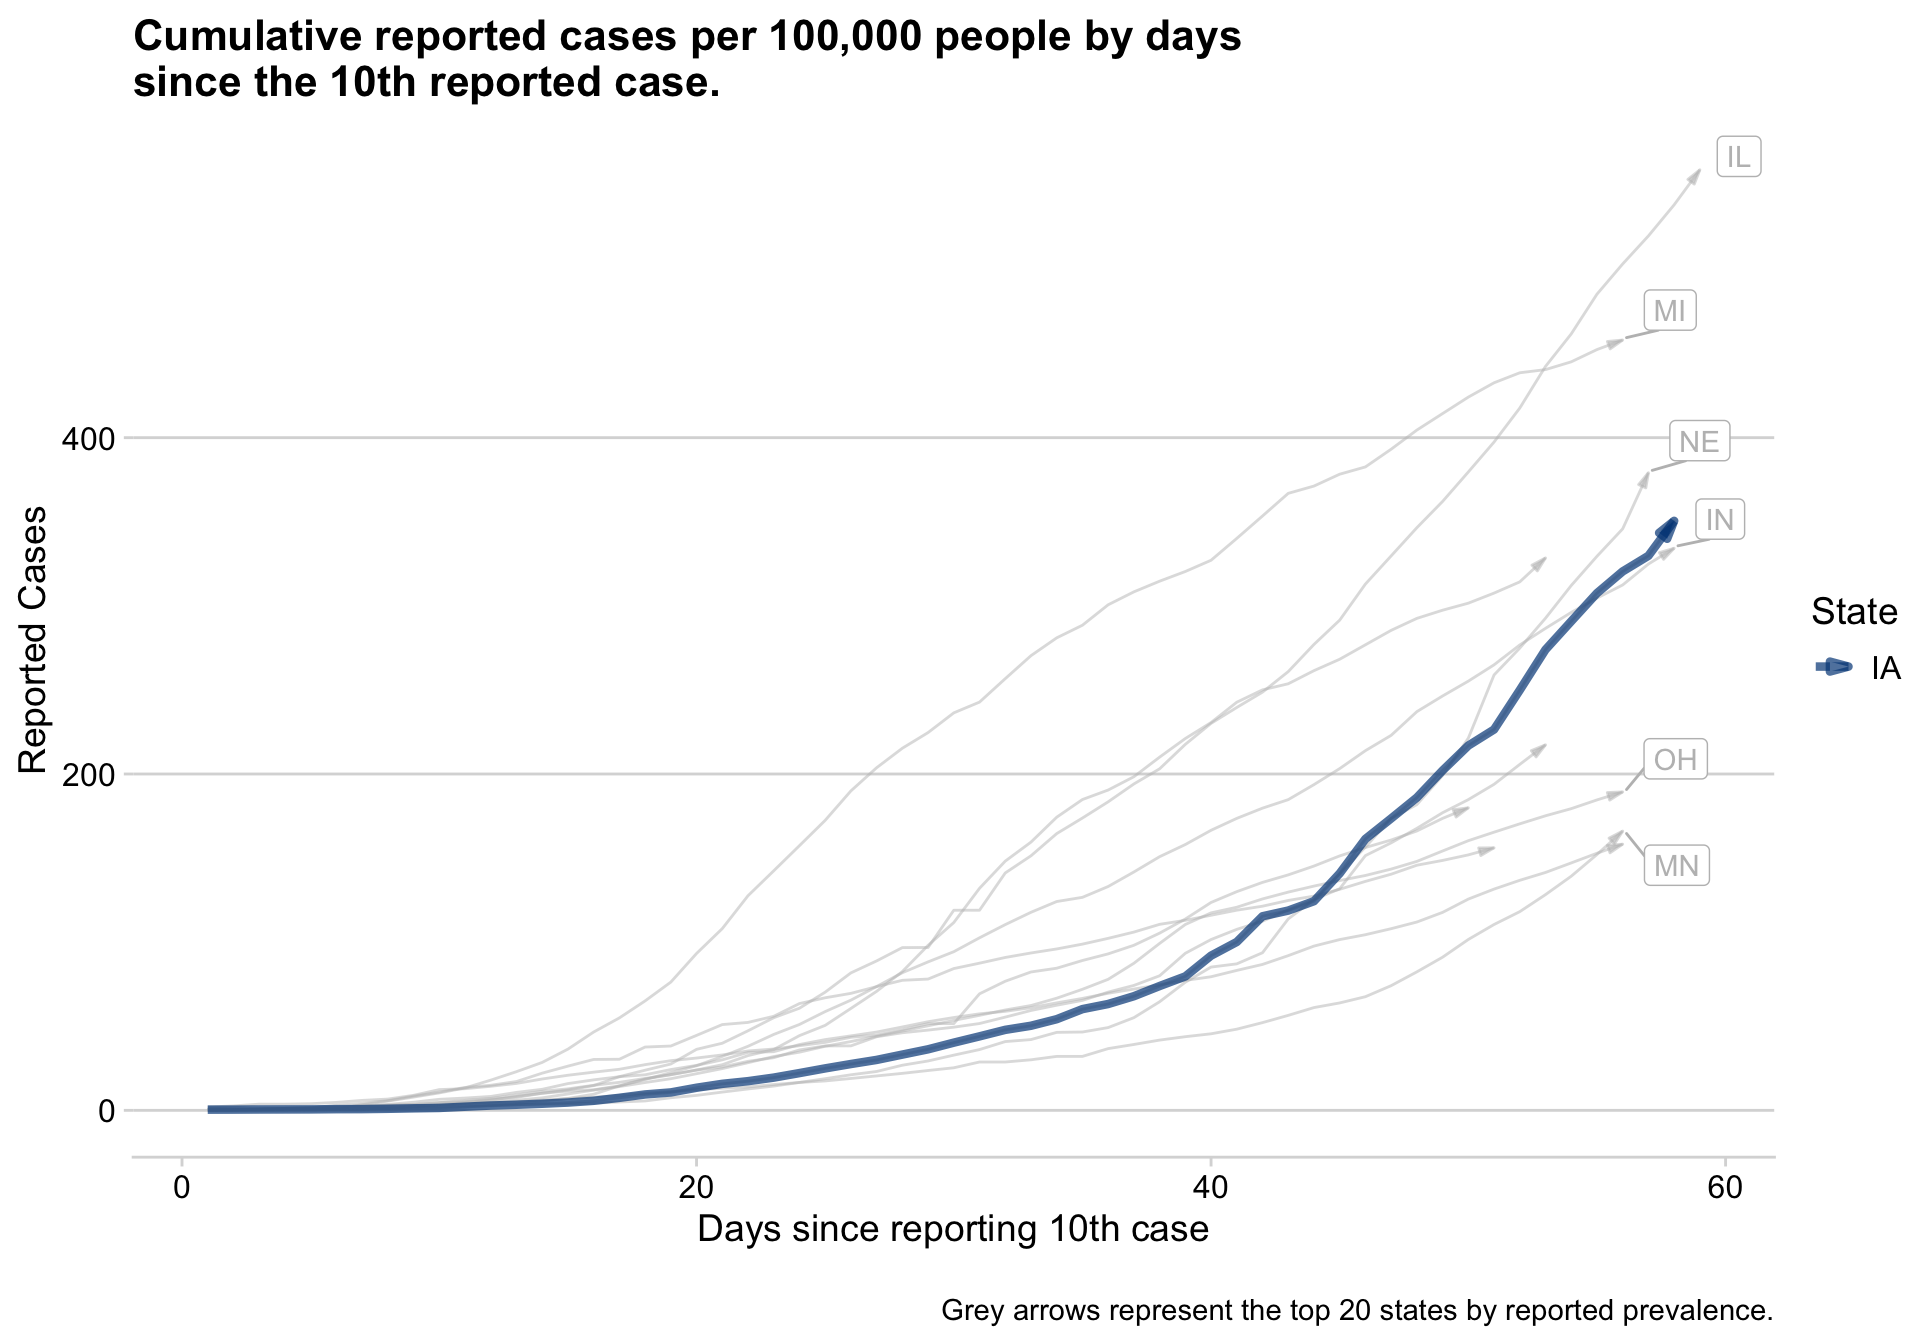 Cumulative reported cases per 100,000 people by days
since the 10th reported case.
IL
MI
NE
IN
OH
MN
400
200
0
Reported Cases
0
20
40
60
Days since reporting 10th case
State
IA
Grey arrows represent the top 20 states by reported prevalence.